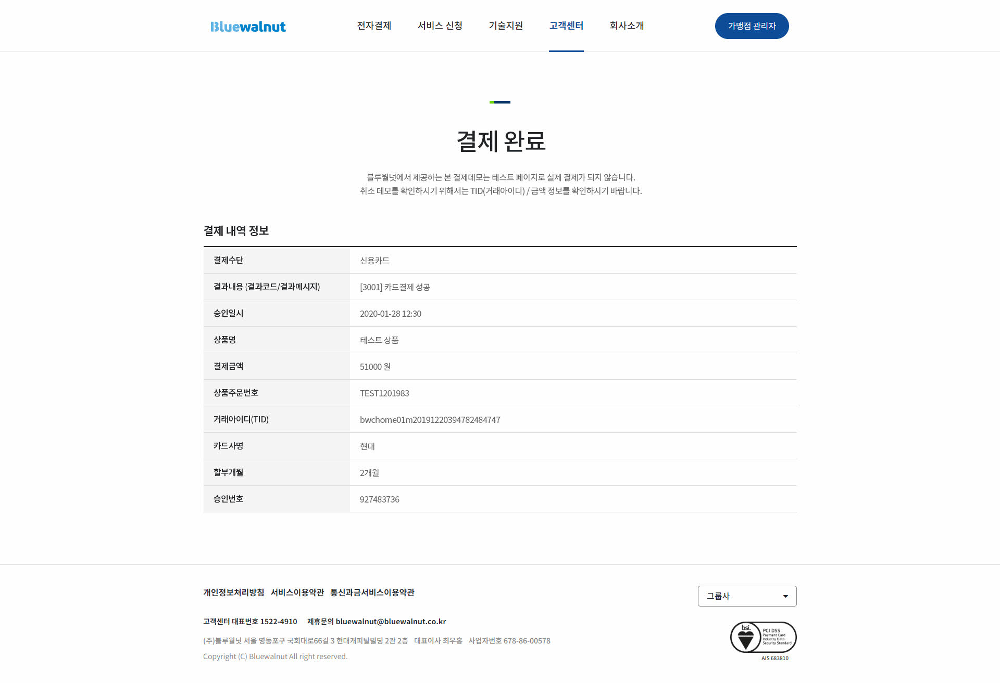 Bluewalnut
전자결제 서비스 신청 기술지원 고객센터 회사소개
가맹점 관리자
결제 완료
블루월넛에서 제공하는 본 결제데모는 테스트 페이지로 실제 결제가 되지 않습니다.
취소 데모를 확인하시기 위해서는 TID(거래아이디) / 금액 정보를 확인하시기 바랍니다.
결제 내역 정보
결제수단 신용카드
결과내용 (결과코드/결과메시지) [3001] 카드결제 성공
승인일시 2020-01-28 12:30
상품명 테스트 상품
결제금액 51000 원
상품주문번호 TEST1201983
거래아이디(TID) bwchome01m20191220394782484747
카드사명 현대
할부개월 2개월
승인번호 927483736
개인정보처리방침 서비스이용약관 통신과금서비스이용약관
그룹사
고객센터 대표번호 1522-4910 제휴문의 bluewalnut@bluewalnut.co.kr
(주)블루월넛 서울 영등포구 국회대로66길 3 현대캐피탈빌딩 2관 2층 대표이사 최우홍 사업자번호 678-86-00578
Copyright (C) Bluewalnut All right reserved.
bsi.
PCI DSS
Payment Card
Industry Data
Security Standard
AIS 683810